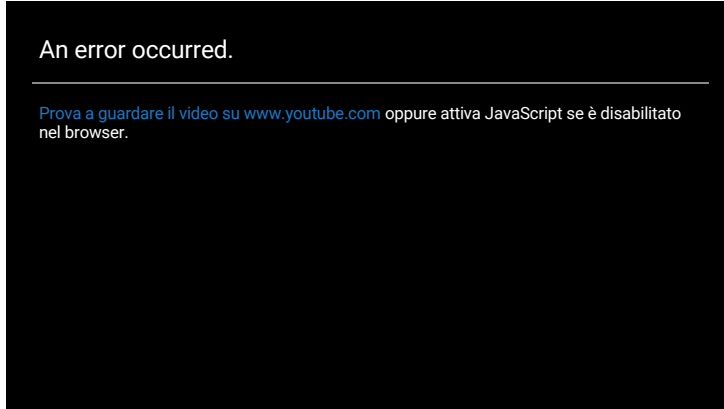 An error occurred.
Prova a guardare il video su www.youtube.com oppure attiva JavaScript se è disabilitato
nel browser.